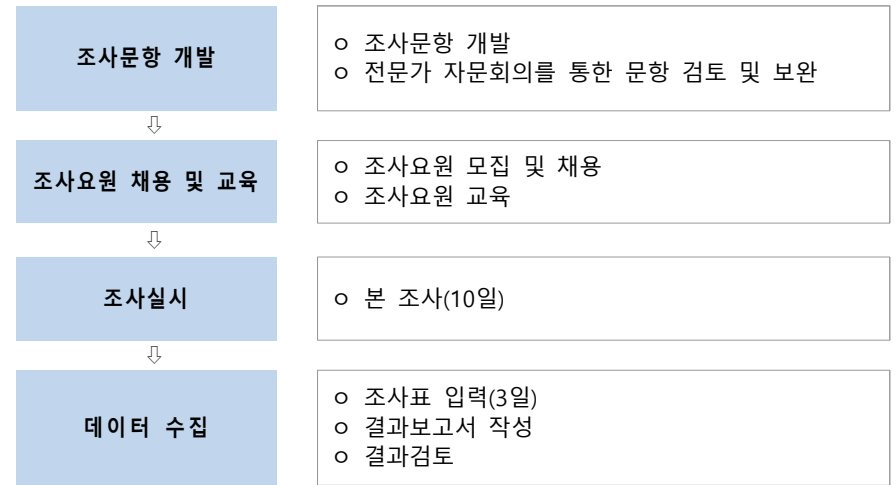 조사문항 개발
ㅇ 조사문항 개발
ㅇ 전문가 자문회의를 통한 문항 검토 및 보완
⇩
조사요원 채용 및 교육
ㅇ 조사요원 모집 및 채용
ㅇ 조사요원 교육
⇩
조사실시
ㅇ 본 조사(10일)
⇩
데이터 수집
ㅇ 조사표 입력(3일)
ㅇ 결과보고서 작성
ㅇ 결과검토